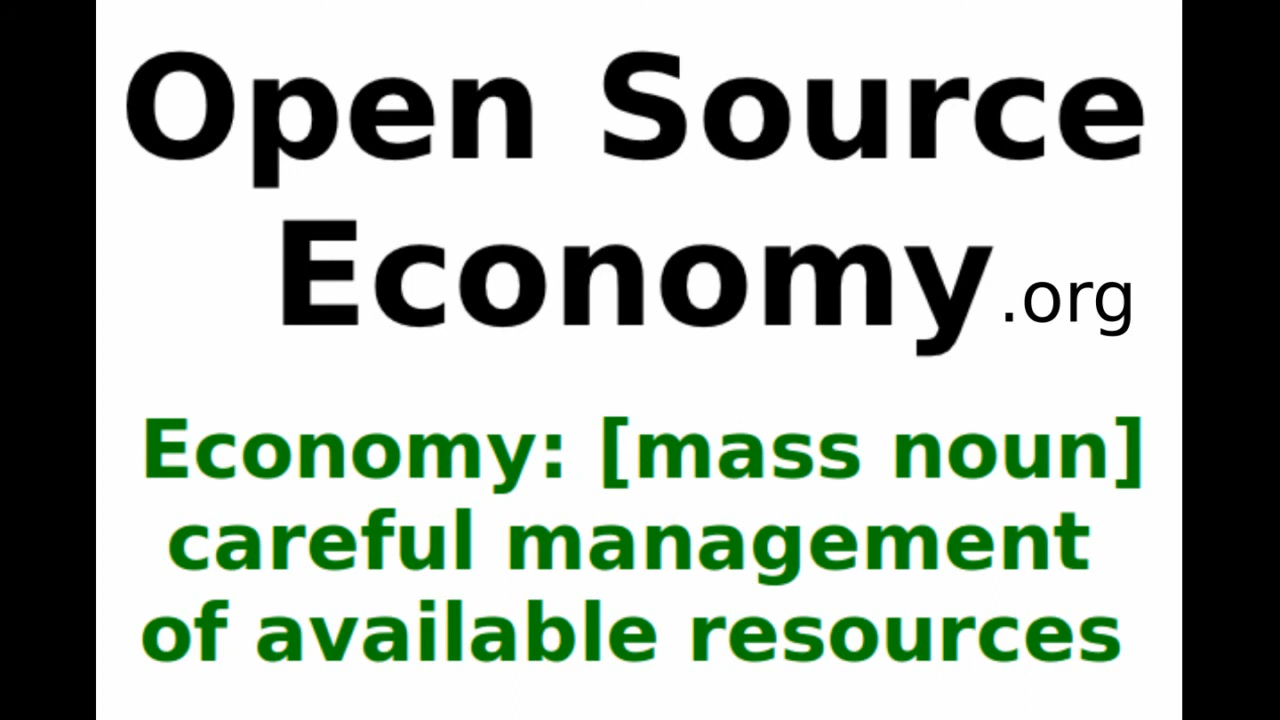 Open Source
Economy.org
Economy: [mass noun]
careful management
of available resources